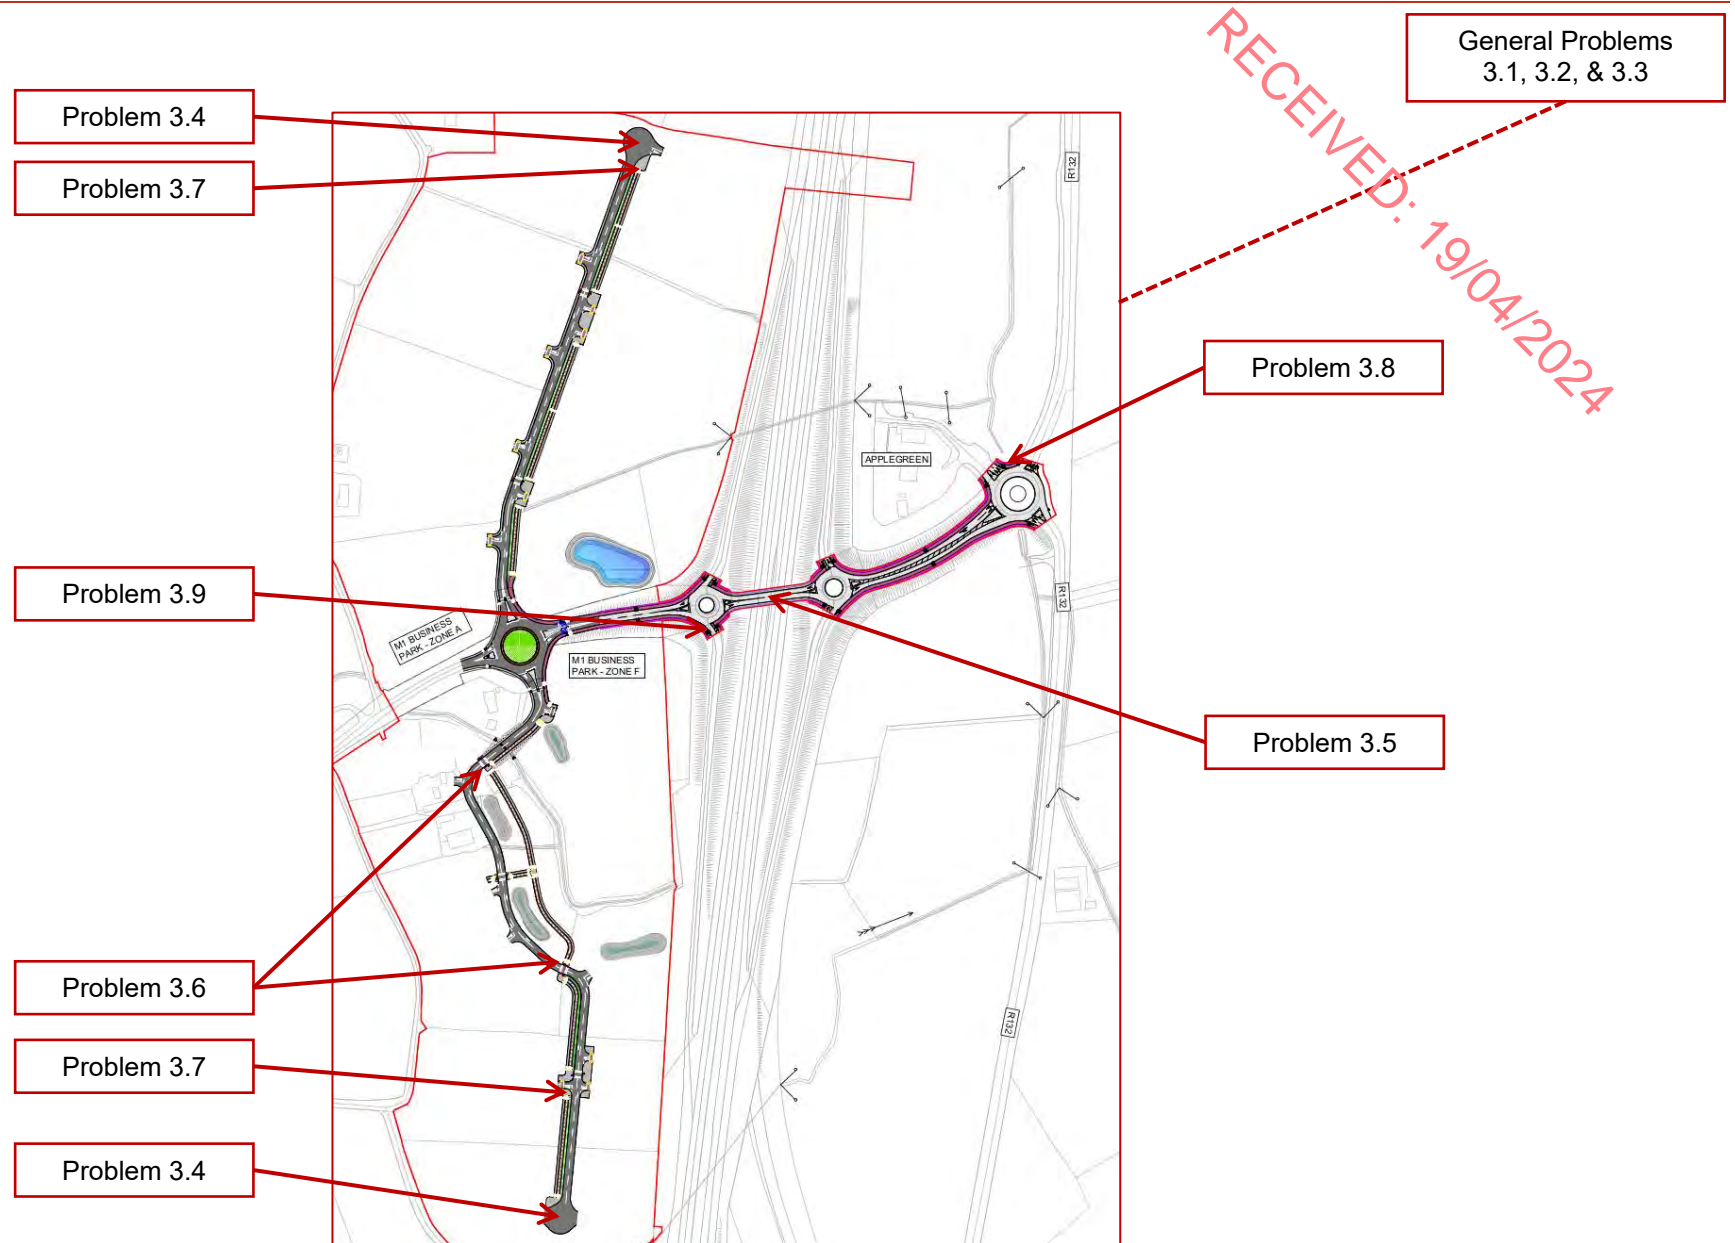 General Problems
3.1, 3.2, & 3.3
RECEIVED: 19/04/2024
Problem 3.4
Problem 3.7
R132
Problem 3.8
APPLEGREEN
Problem 3.9
R132
M1 BUSINESS
PARK - ZONE A
M1 BUSINESS
PARK - ZONE F
Problem 3.5
Problem 3.6
R132
Problem 3.7
Problem 3.4